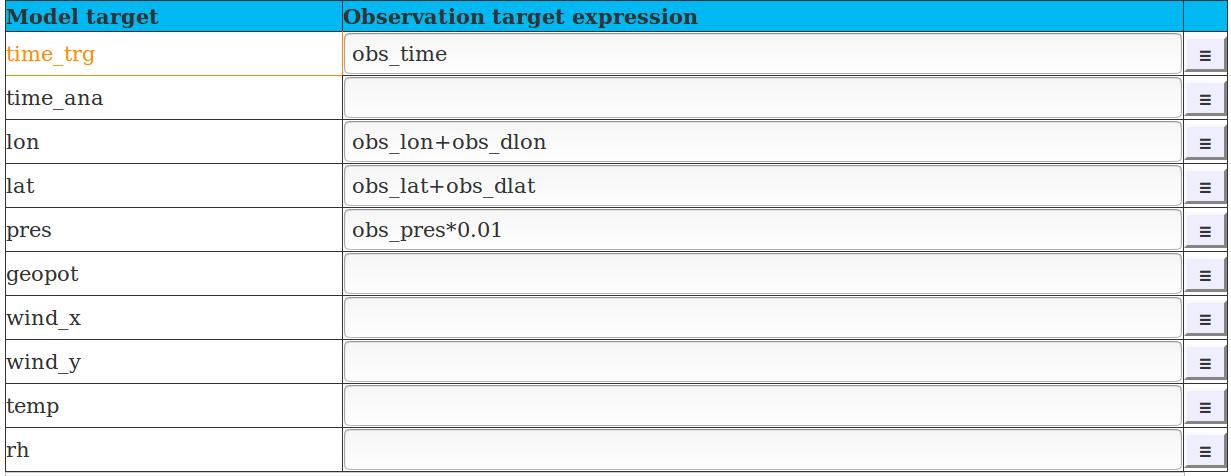 Model target Observation target expression
time_trg obs_time ≡
time_ana ≡
lon obs_lon+obs_dlon ≡
lat obs_lat+obs_dlat ≡
pres obs_pres*0.01 ≡
geopot ≡
wind_x ≡
wind_y ≡
temp ≡
rh ≡